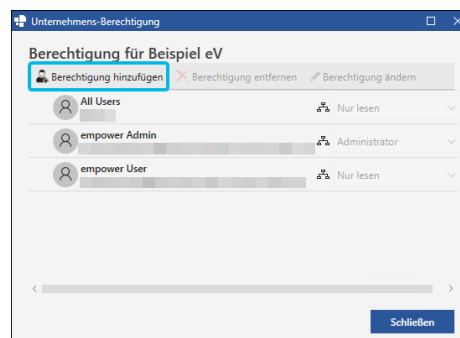 Unternehmens-Berechtigung
Berechtigung für Beispiel eV
Berechtigung hinzufügen Berechtigung entfernen Berechtigung ändern
All Users
Nur lesen
empower Admin
Administrator
empower User
Nur lesen
Schließen